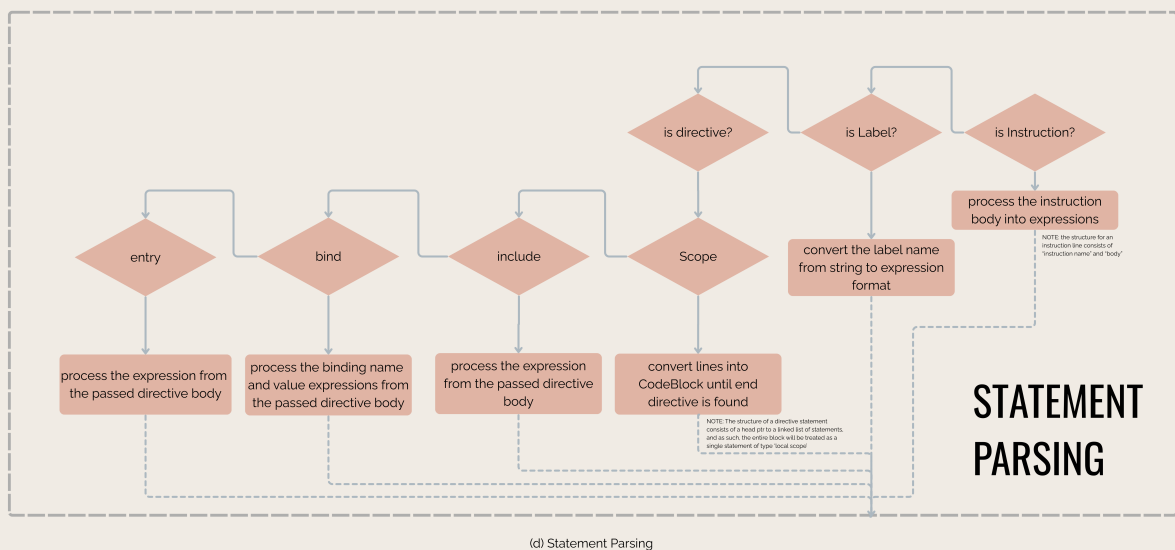 is directive?
is Label?
is Instruction?
process the instruction
body into expressions
NOTE: the structure for an
instruction line consists of
"instruction name" and "body"
convert the label name
from string to expression
format
entry
bind
include
Scope
process the expression from
the passed directive body
process the binding name
and value expressions from
the passed directive body
process the expression
from the passed directive
body
convert lines into
CodeBlock until end
directive is found
NOTE: The structure of a directive statement
consists of a head ptr to a linked list of statements,
and as such, the entire block will be treated as a
single statement of type 'local scope'
STATEMENT
PARSING
(d) Statement Parsing